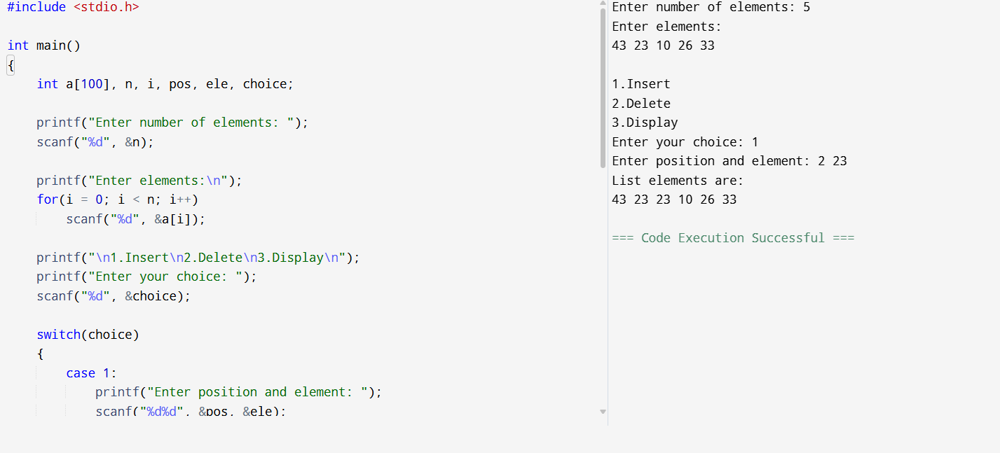 #include <stdio.h>
int main()
{
int a[100], n, i, pos, ele, choice;
printf("Enter number of elements: ");
scanf("%d", &n);
printf("Enter elements:\n");
for(i = 0; i < n; i++)
scanf("%d", &a[i]);
printf("\n1.Insert\n2.Delete\n3.Display\n");
printf("Enter your choice: ");
scanf("%d", &choice);
switch(choice)
{
case 1:
printf("Enter position and element: ");
scanf("%d%d", &pos, &ele);
Enter number of elements: 5
Enter elements:
43 23 10 26 33
1.Insert
2.Delete
3.Display
Enter your choice: 1
Enter position and element: 2 23
List elements are:
43 23 23 10 26 33
=== Code Execution Successful ===